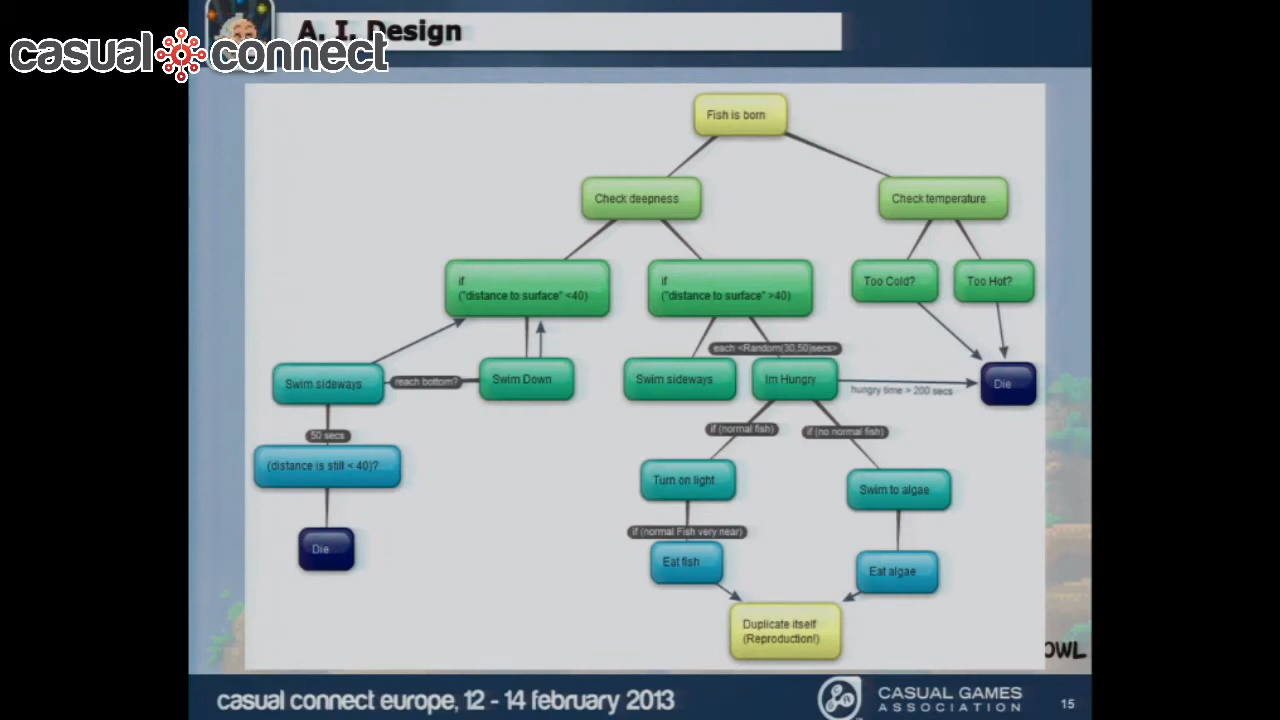 A. I. Design
casual connect
Fish is born
Check deepness
Check temperature
if
("distance to surface" <40)
if
("distance to surface" >40)
Too Cold?
Too Hot?
each <Random(30,50)secs>
Swim sideways
reach bottom?
Swim Down
Swim sideways
Im Hungry
hungry time > 200 secs
Die
50 secs
if (normal fish)
if (no normal fish)
(distance is still < 40)?
Turn on light
Swim to algae
if (normal Fish very near)
Die
Eat fish
Eat algae
Duplicate itself
(Reproduction!)
OWL
casual connect europe, 12 - 14 february 2013
CASUAL GAMES
ASSOCIATION
15